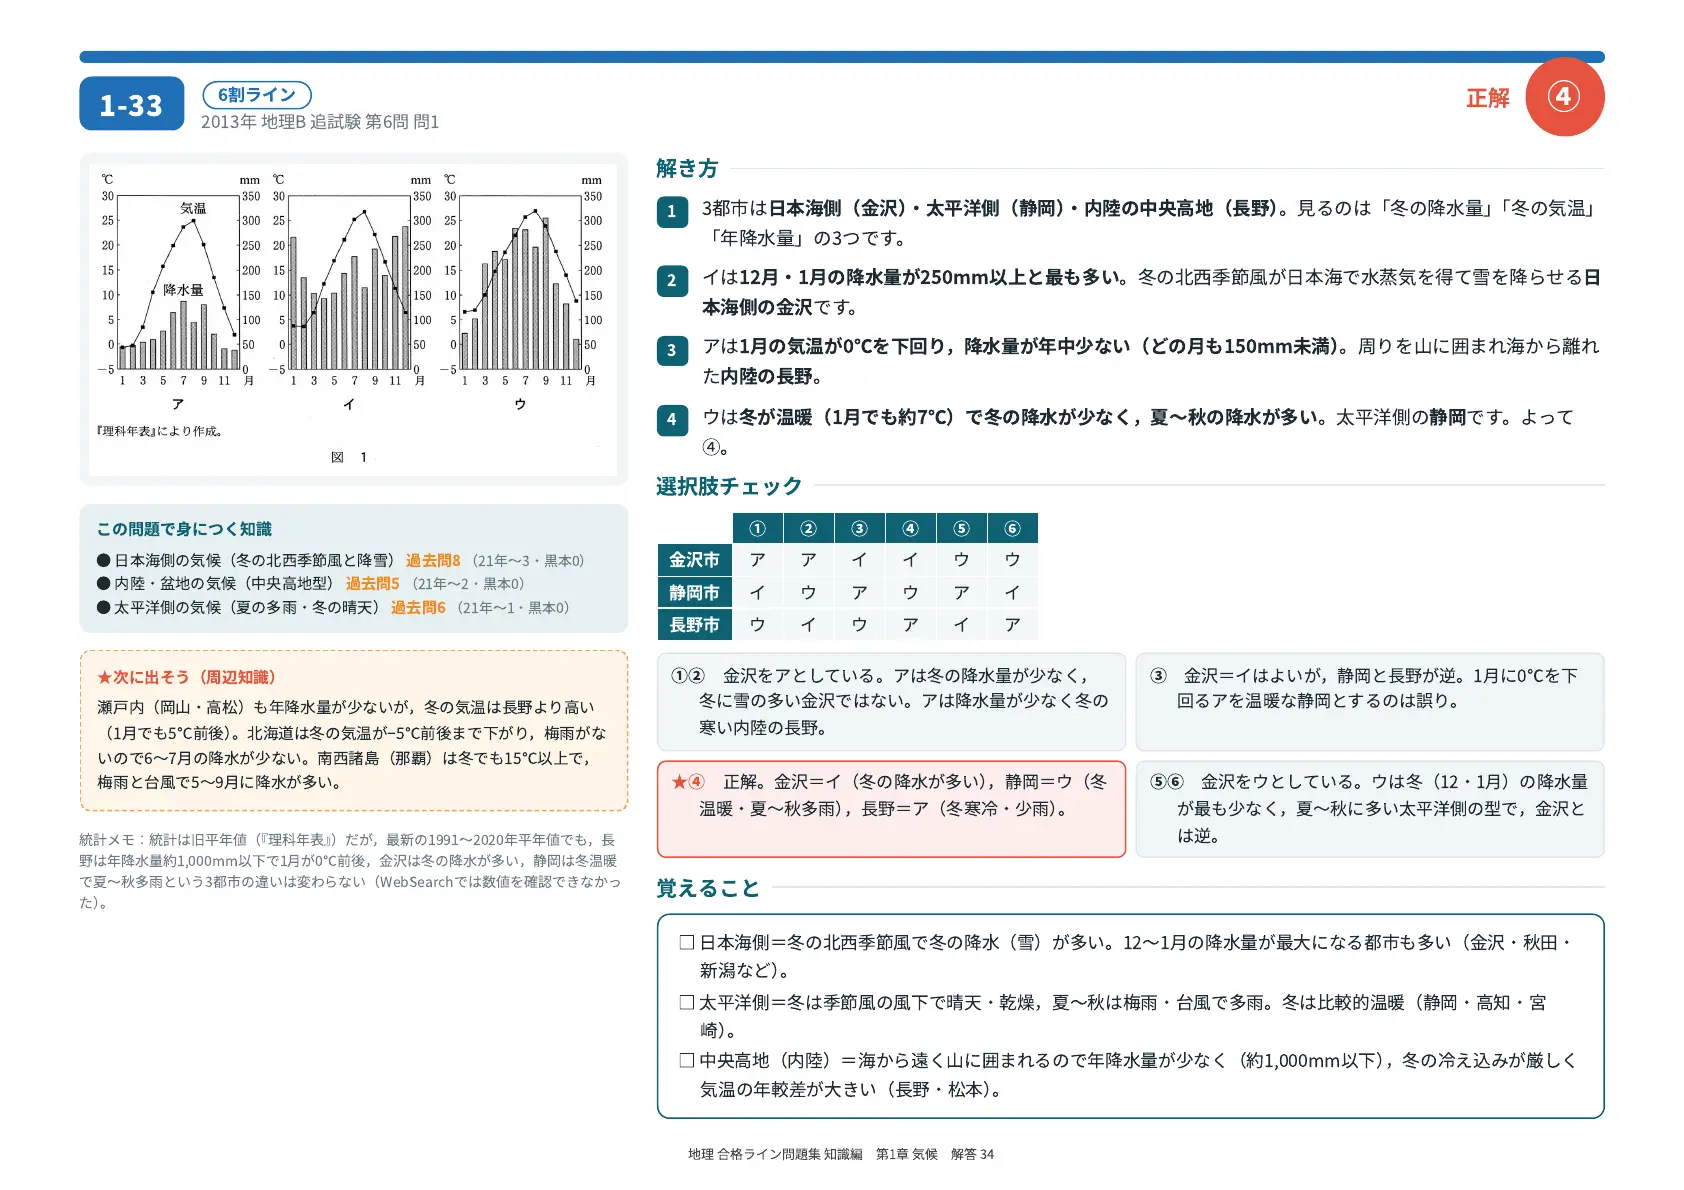 1-33
6割ライン
2013年 地理B 追試験 第6問 問1
正解
④
℃ mm ℃ mm ℃ mm
30 350 30 350 30 350
25 気温 300 25 300 25 300
20 250 20 250 20 250
15 200 15 200 15 200
10 降水量 150 10 150 10 150
5 100 5 100 5 100
0 50 0 50 0 50
−5 0 −5 0 −5 0
1 3 5 7 9 11 月 1 3 5 7 9 11 月 1 3 5 7 9 11 月
ア イ ウ
『理科年表』により作成。
図 1
この問題で身につく知識
●日本海側の気候（冬の北西季節風と降雪） 過去問8 （21年〜3・黒本0）
●内陸・盆地の気候（中央高地型） 過去問5 （21年〜2・黒本0）
●太平洋側の気候（夏の多雨・冬の晴天） 過去問6 （21年〜1・黒本0）
★次に出そう（周辺知識）
瀬戸内（岡山・高松）も年降水量が少ないが，冬の気温は長野より高い
（1月でも5℃前後）。北海道は冬の気温が−5℃前後まで下がり，梅雨がな
いので6〜7月の降水が少ない。南西諸島（那覇）は冬でも15℃以上で，
梅雨と台風で5〜9月に降水が多い。
統計メモ：統計は旧平年値（『理科年表』）だが，最新の1991〜2020年平年値でも，長
野は年降水量約1,000mm以下で1月が0℃前後，金沢は冬の降水が多い，静岡は冬温暖
で夏〜秋多雨という3都市の違いは変わらない（WebSearchでは数値を確認できなかっ
た）。
解き方
1 3都市は日本海側（金沢）・太平洋側（静岡）・内陸の中央高地（長野）。見るのは「冬の降水量」「冬の気温」
「年降水量」の3つです。
2 イは12月・1月の降水量が250mm以上と最も多い。冬の北西季節風が日本海で水蒸気を得て雪を降らせる日
本海側の金沢です。
3 アは1月の気温が0℃を下回り，降水量が年中少ない（どの月も150mm未満）。周りを山に囲まれ海から離れ
た内陸の長野。
4 ウは冬が温暖（1月でも約7℃）で冬の降水が少なく，夏〜秋の降水が多い。太平洋側の静岡です。よって
④。
選択肢チェック
① ② ③ ④ ⑤ ⑥
金沢市 ア ア イ イ ウ ウ
静岡市 イ ウ ア ウ ア イ
長野市 ウ イ ウ ア イ ア
①② 金沢をアとしている。アは冬の降水量が少なく，
冬に雪の多い金沢ではない。アは降水量が少なく冬の
寒い内陸の長野。
③ 金沢＝イはよいが，静岡と長野が逆。1月に0℃を下
回るアを温暖な静岡とするのは誤り。
★④ 正解。金沢＝イ（冬の降水が多い），静岡＝ウ（冬
温暖・夏〜秋多雨），長野＝ア（冬寒冷・少雨）。
⑤⑥ 金沢をウとしている。ウは冬（12・1月）の降水量
が最も少なく，夏〜秋に多い太平洋側の型で，金沢と
は逆。
覚えること
□ 日本海側＝冬の北西季節風で冬の降水（雪）が多い。12〜1月の降水量が最大になる都市も多い（金沢・秋田・
新潟など）。
□ 太平洋側＝冬は季節風の風下で晴天・乾燥，夏〜秋は梅雨・台風で多雨。冬は比較的温暖（静岡・高知・宮
崎）。
□ 中央高地（内陸）＝海から遠く山に囲まれるので年降水量が少なく（約1,000mm以下），冬の冷え込みが厳しく
気温の年較差が大きい（長野・松本）。
地理 合格ライン問題集 知識編 第1章 気候 解答 34